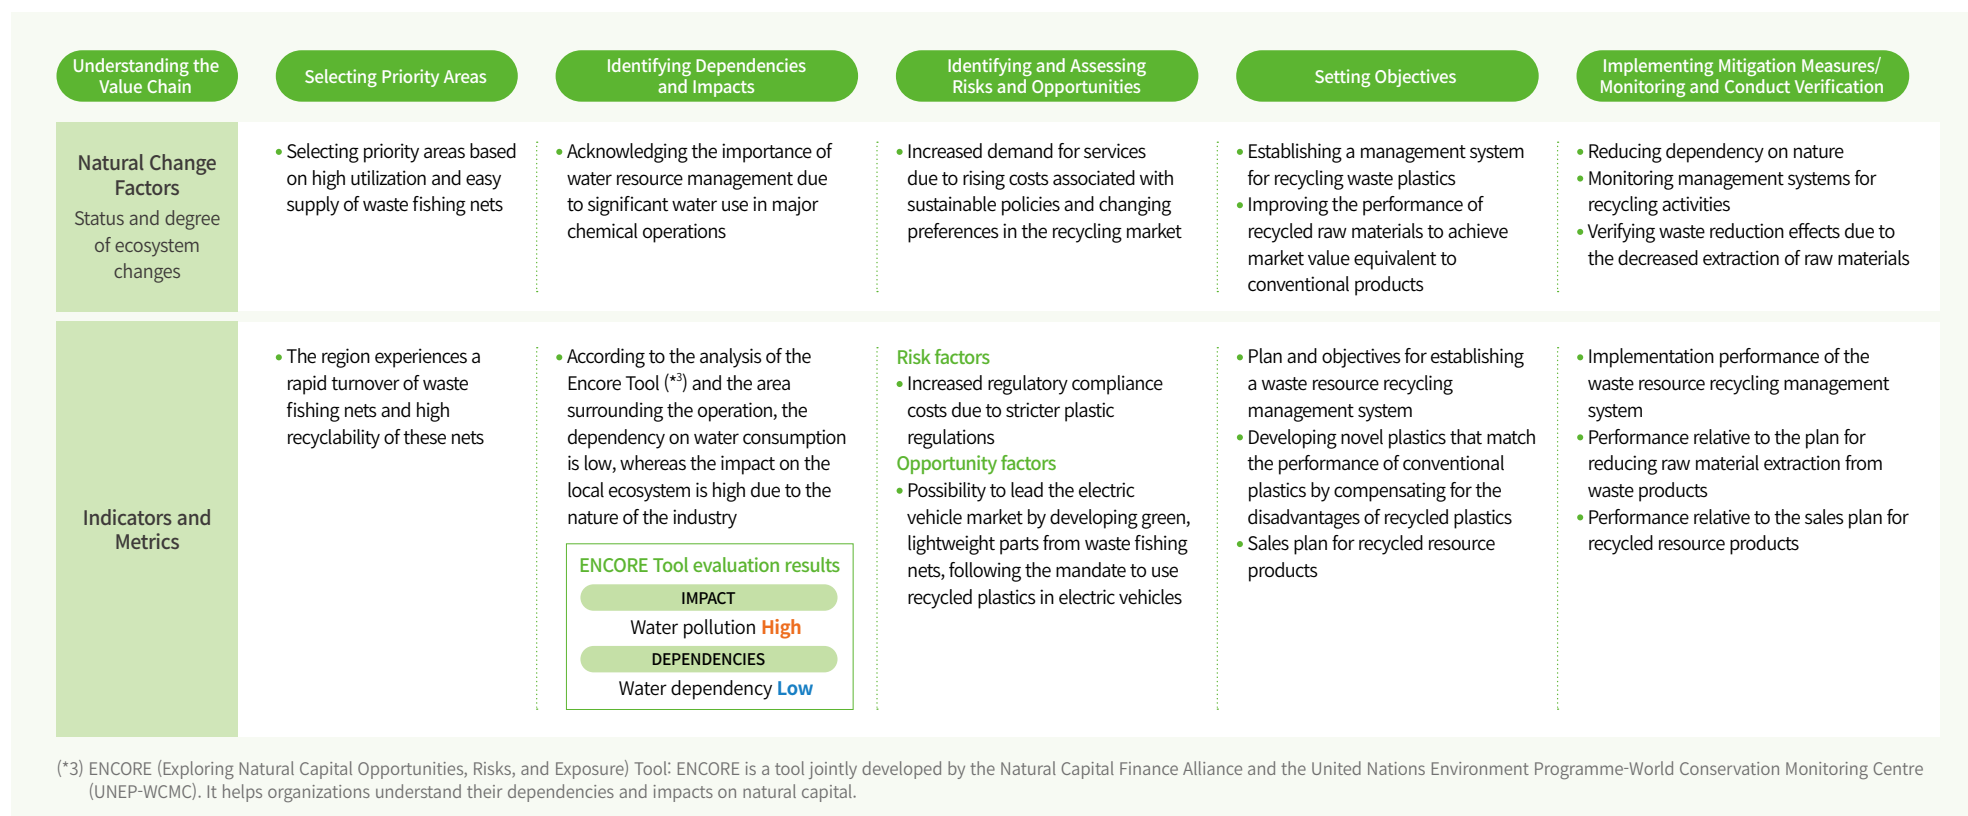 Understanding the
Value Chain
Selecting Priority Areas
Identifying Dependencies
and Impacts
Identifying and Assessing
Risks and Opportunities
Setting Objectives
Implementing Mitigation Measures/
Monitoring and Conduct Verification
Natural Change
Factors
Status and degree
of ecosystem
changes
• Selecting priority areas based
on high utilization and easy
supply of waste fishing nets
• Acknowledging the importance of
water resource management due
to significant water use in major
chemical operations
• Increased demand for services
due to rising costs associated with
sustainable policies and changing
preferences in the recycling market
• Establishing a management system
for recycling waste plastics
• Improving the performance of
recycled raw materials to achieve
market value equivalent to
conventional products
• Reducing dependency on nature
• Monitoring management systems for
recycling activities
• Verifying waste reduction effects due to
the decreased extraction of raw materials
Indicators and
Metrics
• The region experiences a
rapid turnover of waste
fishing nets and high
recyclability of these nets
• According to the analysis of the
Encore Tool (*3) and the area
surrounding the operation, the
dependency on water consumption
is low, whereas the impact on the
local ecosystem is high due to the
nature of the industry
ENCORE Tool evaluation results
IMPACT
Water pollution High
DEPENDENCIES
Water dependency Low
Risk factors
• Increased regulatory compliance
costs due to stricter plastic
regulations
Opportunity factors
• Possibility to lead the electric
vehicle market by developing green,
lightweight parts from waste fishing
nets, following the mandate to use
recycled plastics in electric vehicles
• Plan and objectives for establishing
a waste resource recycling
management system
• Developing novel plastics that match
the performance of conventional
plastics by compensating for the
disadvantages of recycled plastics
• Sales plan for recycled resource
products
• Implementation performance of the
waste resource recycling management
system
• Performance relative to the plan for
reducing raw material extraction from
waste products
• Performance relative to the sales plan for
recycled resource products
(*3) ENCORE (Exploring Natural Capital Opportunities, Risks, and Exposure) Tool: ENCORE is a tool jointly developed by the Natural Capital Finance Alliance and the United Nations Environment Programme-World Conservation Monitoring Centre
(UNEP-WCMC). It helps organizations understand their dependencies and impacts on natural capital.